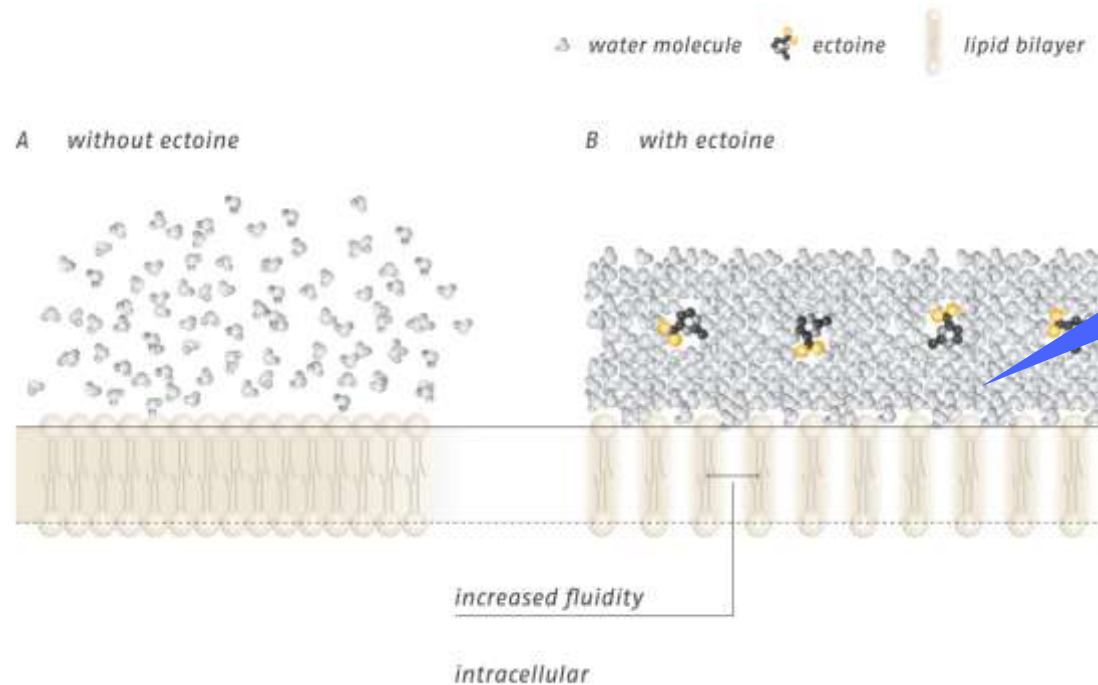 water molecule ectoine lipid bilayer
A without ectoine
B with ectoine
increased fluidity
intracellular